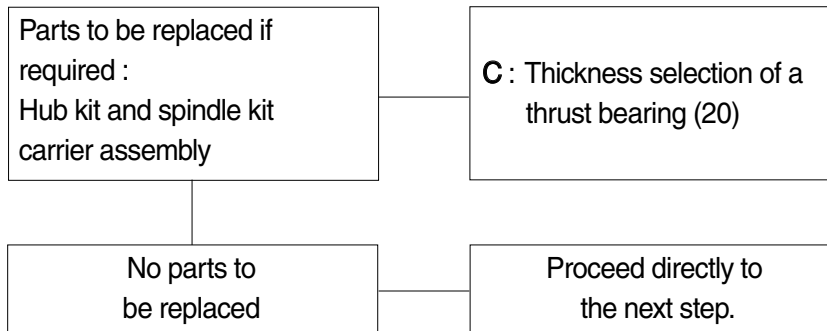 Parts to be replaced if
required :
Hub kit and spindle kit
carrier assembly
C : Thickness selection of a
thrust bearing (20)
No parts to
be replaced
Proceed directly to
the next step.